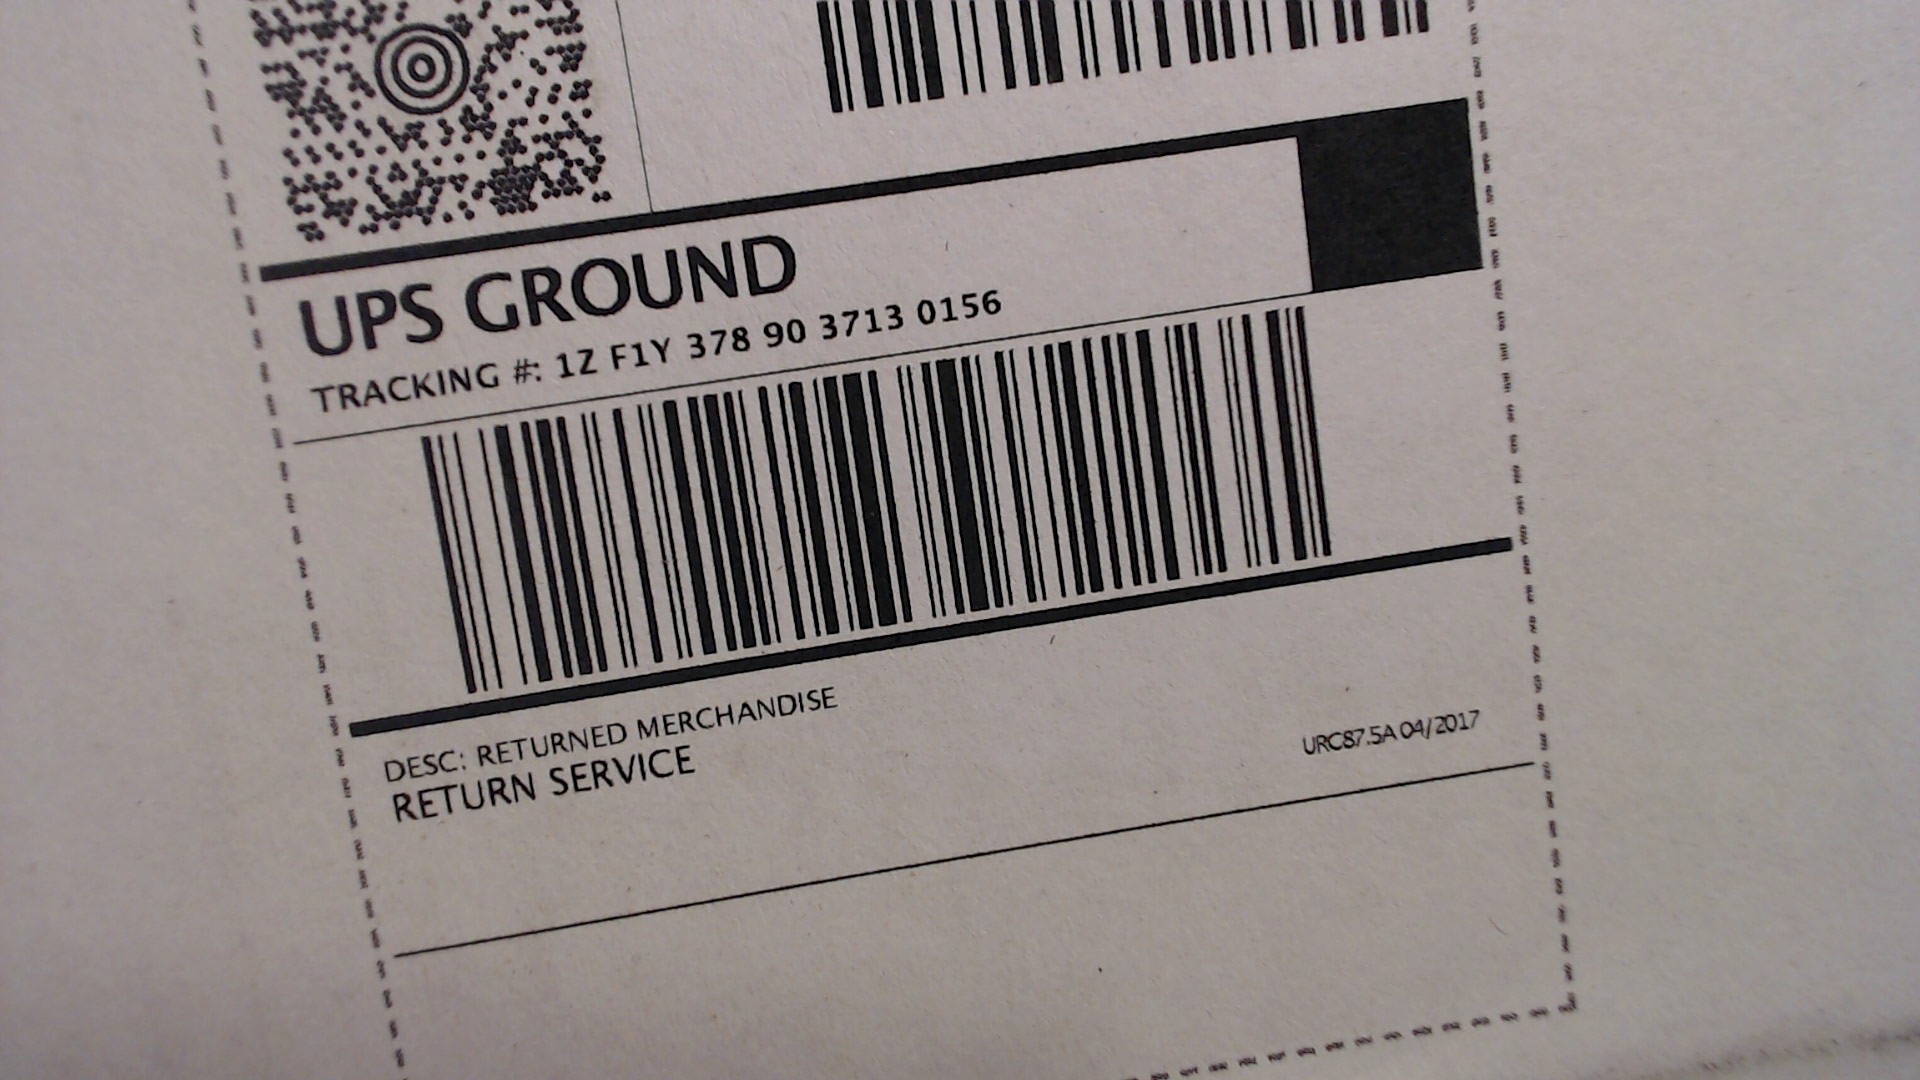 UPS GROUND
TRACKING #: 1Z F1Y 378 90 3713 0156
DESC: RETURNED MERCHANDISE
RETURN SERVICE
URC87.5A 04/2017